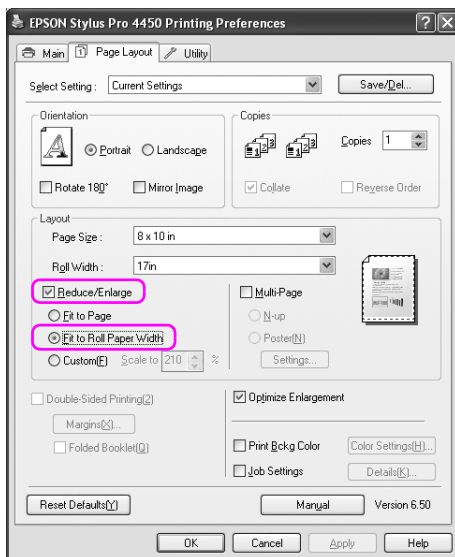 EPSON Stylus Pro 4450 Printing Preferences
Main Page Layout Utility
Select Setting : Current Settings Save/Del...
Orientation
A
Portrait Landscape
Rotate 180° Mirror Image
Copies
Copies 1
Collate Reverse Order
Layout
Page Size : 8 x 10 in
Roll Width : 17in
Reduce/Enlarge
Fit to Page
Fit to Roll Paper Width
Custom(F) Scale to 210 %
Multi-Page
N-up
Poster(N)
Settings...
Double-Sided Printing(2)
Margins(X)...
Folded Booklet(Q)
Optimize Enlargement
Print Bckg Color Color Settings(H)...
Job Settings Details(K)...
Reset Defaults(Y) Manual Version 6.50
OK Cancel Apply Help